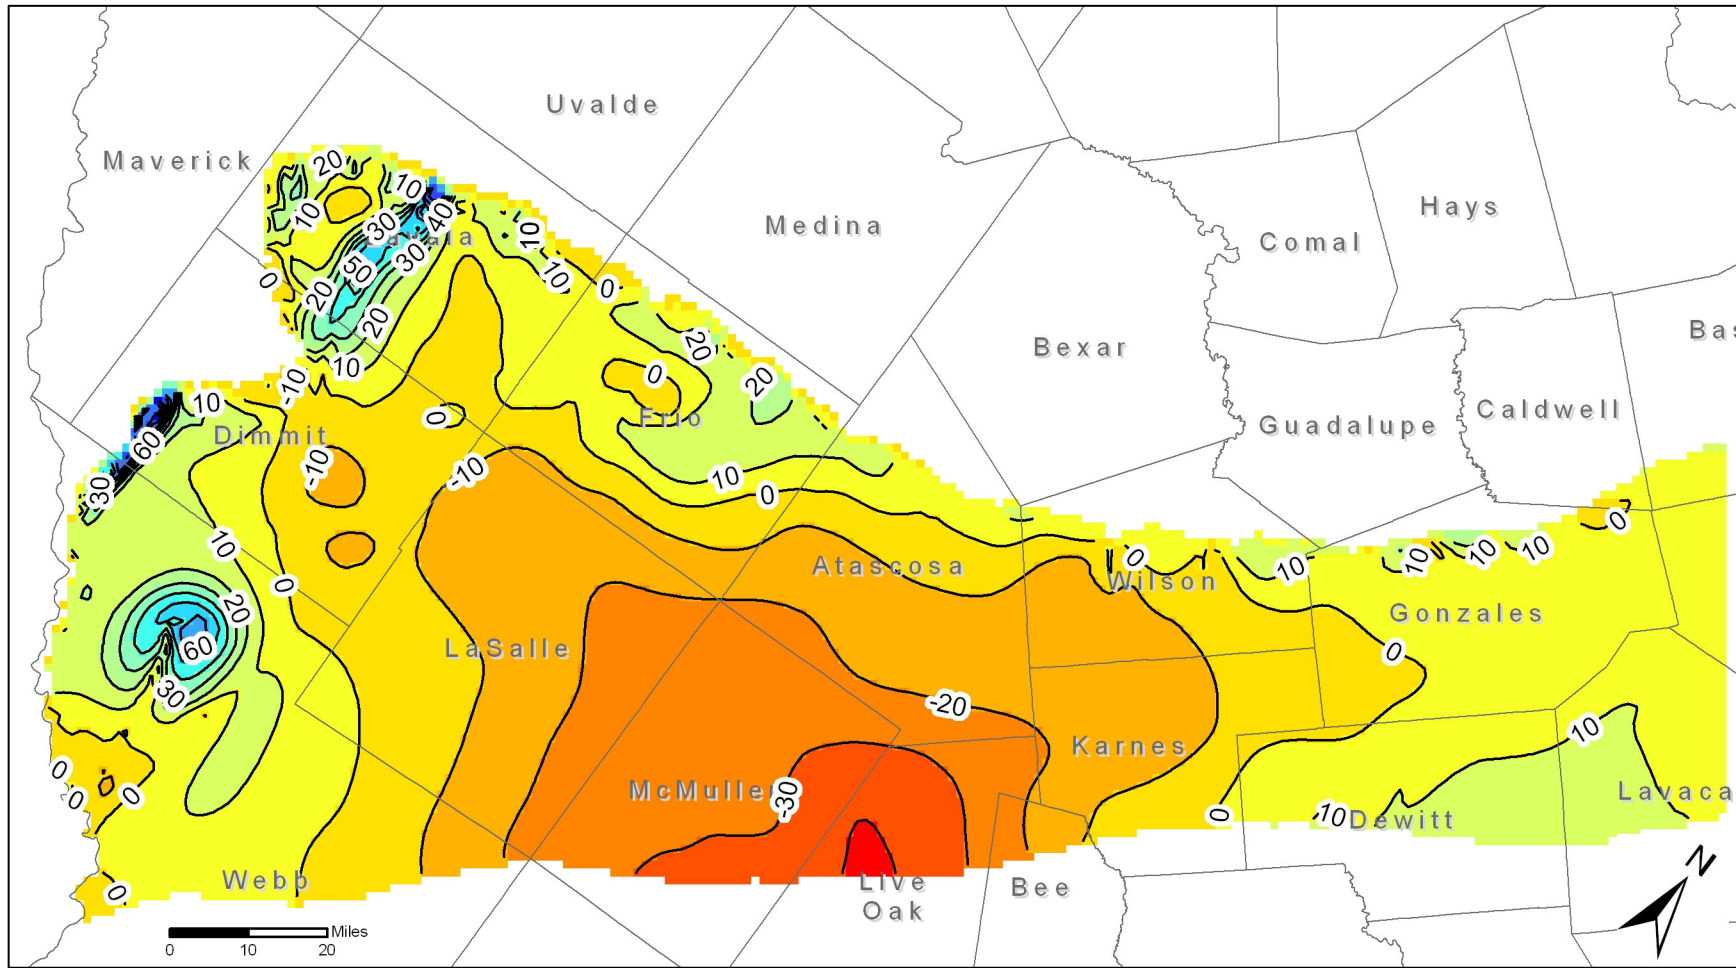 Uvalde
Maverick
20
10
10
40
30
Zavala
10
Medina
Hays
Comal
50
30
10
0
0
20
20
Bexar
20
10
0
20
-10
10
0
Frio
Caldwell
Guadalupe
Bas
60
Dimmit
-10
-10
10
0
30
10
0
10
10
10
10
0
Atascosa
Wilson
20
Gonzales
60
LaSalle
0
30
-20
10
Karnes
0
0
0
McMullen
-30
0
10
Dewitt
Lavaca
Webb
0
Live
Oak
Bee
N
Miles
0 10 20